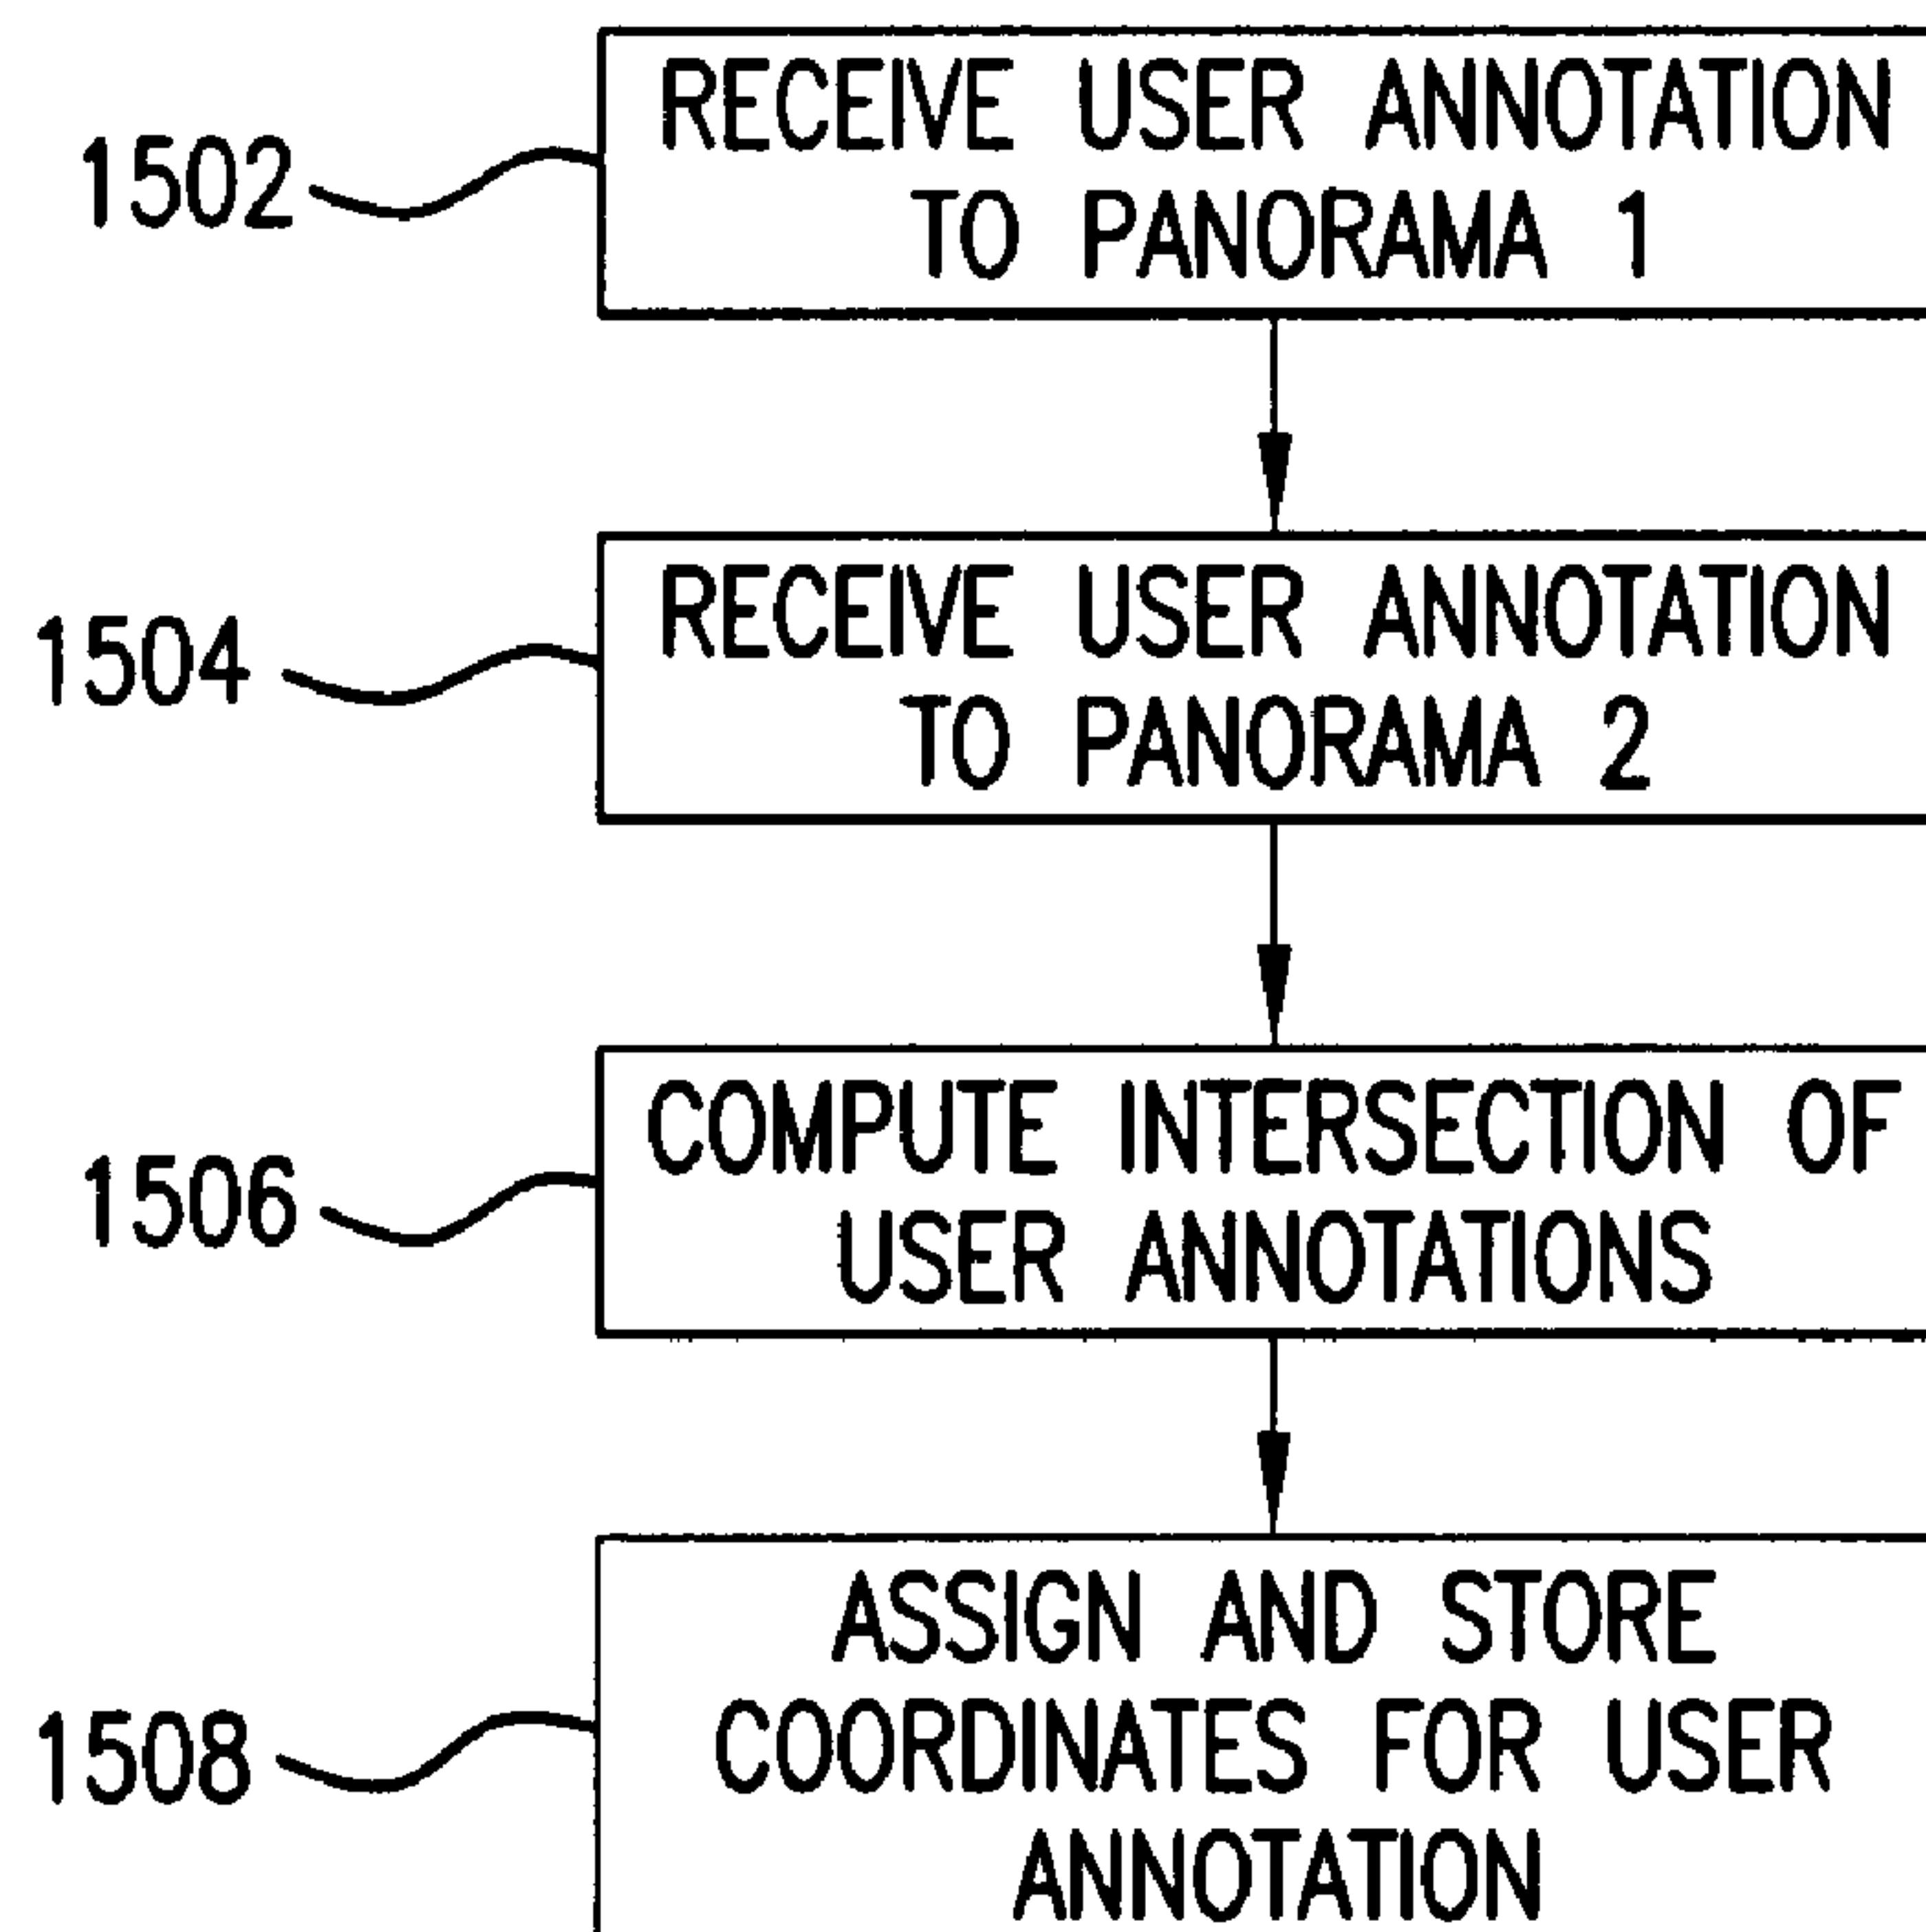 1502
RECEIVE USER ANNOTATION
TO PANORAMA 1
1504
RECEIVE USER ANNOTATION
TO PANORAMA 2
1506
COMPUTE INTERSECTION OF
USER ANNOTATIONS
1508
ASSIGN AND STORE
COORDINATES FOR USER
ANNOTATION